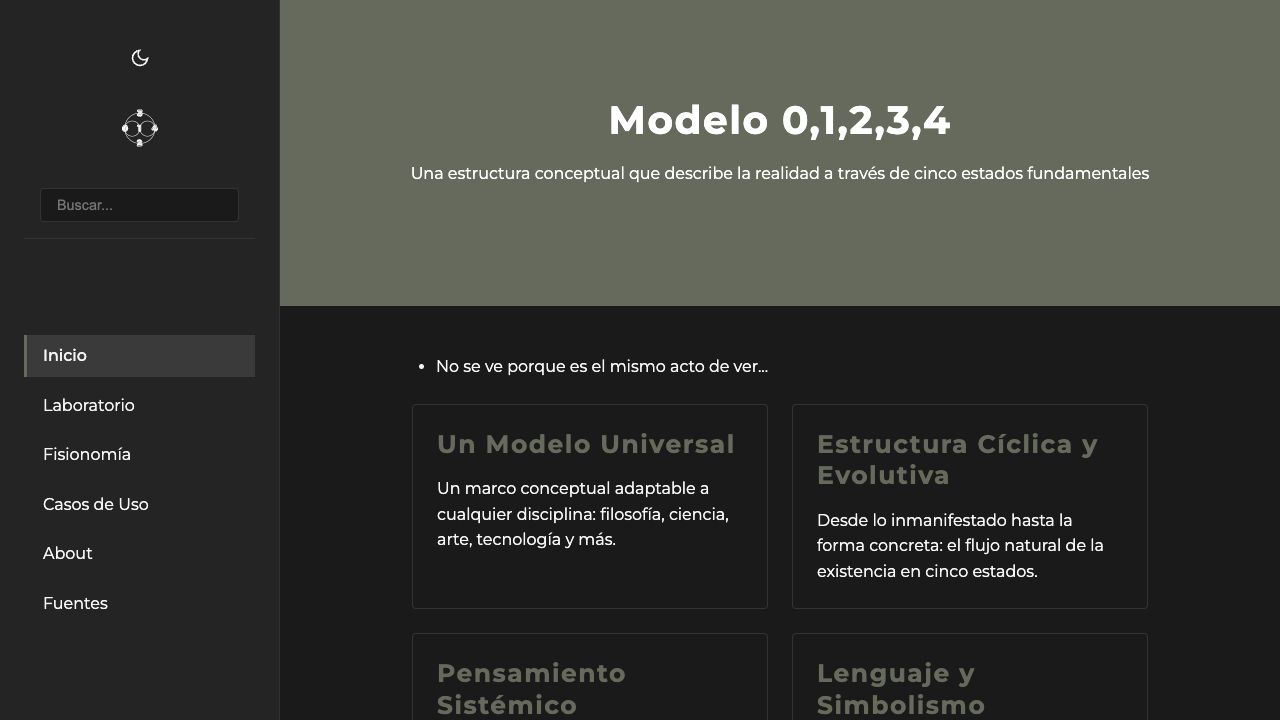 Buscar...
Inicio
Laboratorio
Fisionomía
Casos de Uso
About
Fuentes
Modelo 0,1,2,3,4
Una estructura conceptual que describe la realidad a través de cinco estados fundamentales
• No se ve porque es el mismo acto de ver...
Un Modelo Universal
Un marco conceptual adaptable a
cualquier disciplina: filosofía, ciencia,
arte, tecnología y más.
Estructura Cíclica y
Evolutiva
Desde lo inmanifestado hasta la
forma concreta: el flujo natural de la
existencia en cinco estados.
Pensamiento
Sistémico
Lenguaje y
Simbolismo